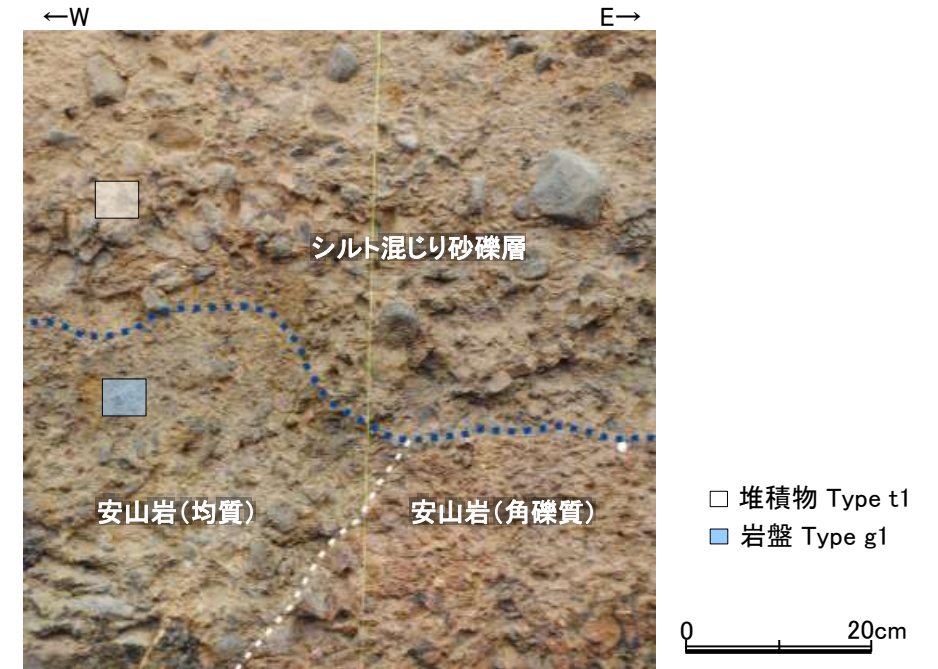 ←W
E→
シルト混じり砂礫層
安山岩（均質）
安山岩（角礫質）
堆積物 Type t1
岩盤 Type g1
0
20cm